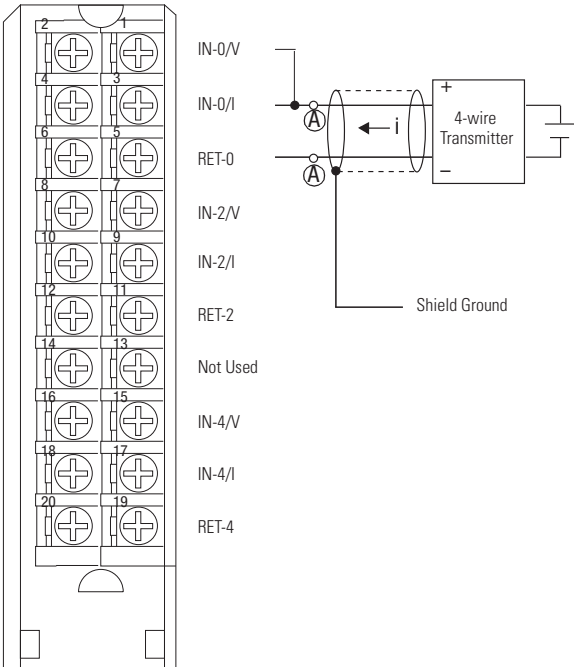 2 1
IN-0/V
4 3
IN-0/I
6 5
RET-0
8 7
IN-2/V
10 9
IN-2/I
12 11
RET-2
14 13
Not Used
16 15
IN-4/V
18 17
IN-4/I
20 19
RET-4
+
4-wire
Transmitter
–
i
A
A
Shield Ground